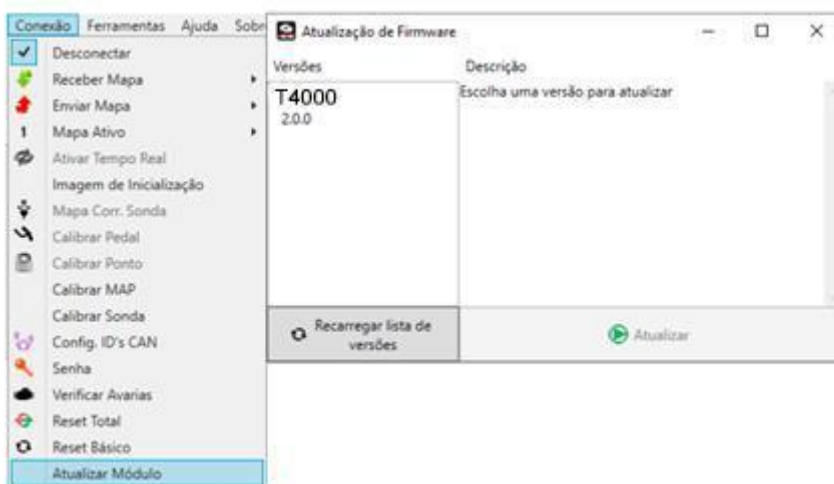 Conexão Ferramentas Ajuda Sobr
Desconectar
Receber Mapa
Enviar Mapa
1 Mapa Ativo
Ativar Tempo Real
Imagem de Inicialização
Mapa Corr. Sonda
Calibrar Pedal
Calibrar Ponto
Calibrar MAP
Calibrar Sonda
Config. ID's CAN
Senha
Verificar Avarias
Reset Total
Reset Básico
Atualizar Módulo
Atualização de Firmware
Versões
Descrição
T4000
2.0.0
Escolha uma versão para atualizar
Recarregar lista de
versões
Atualizar